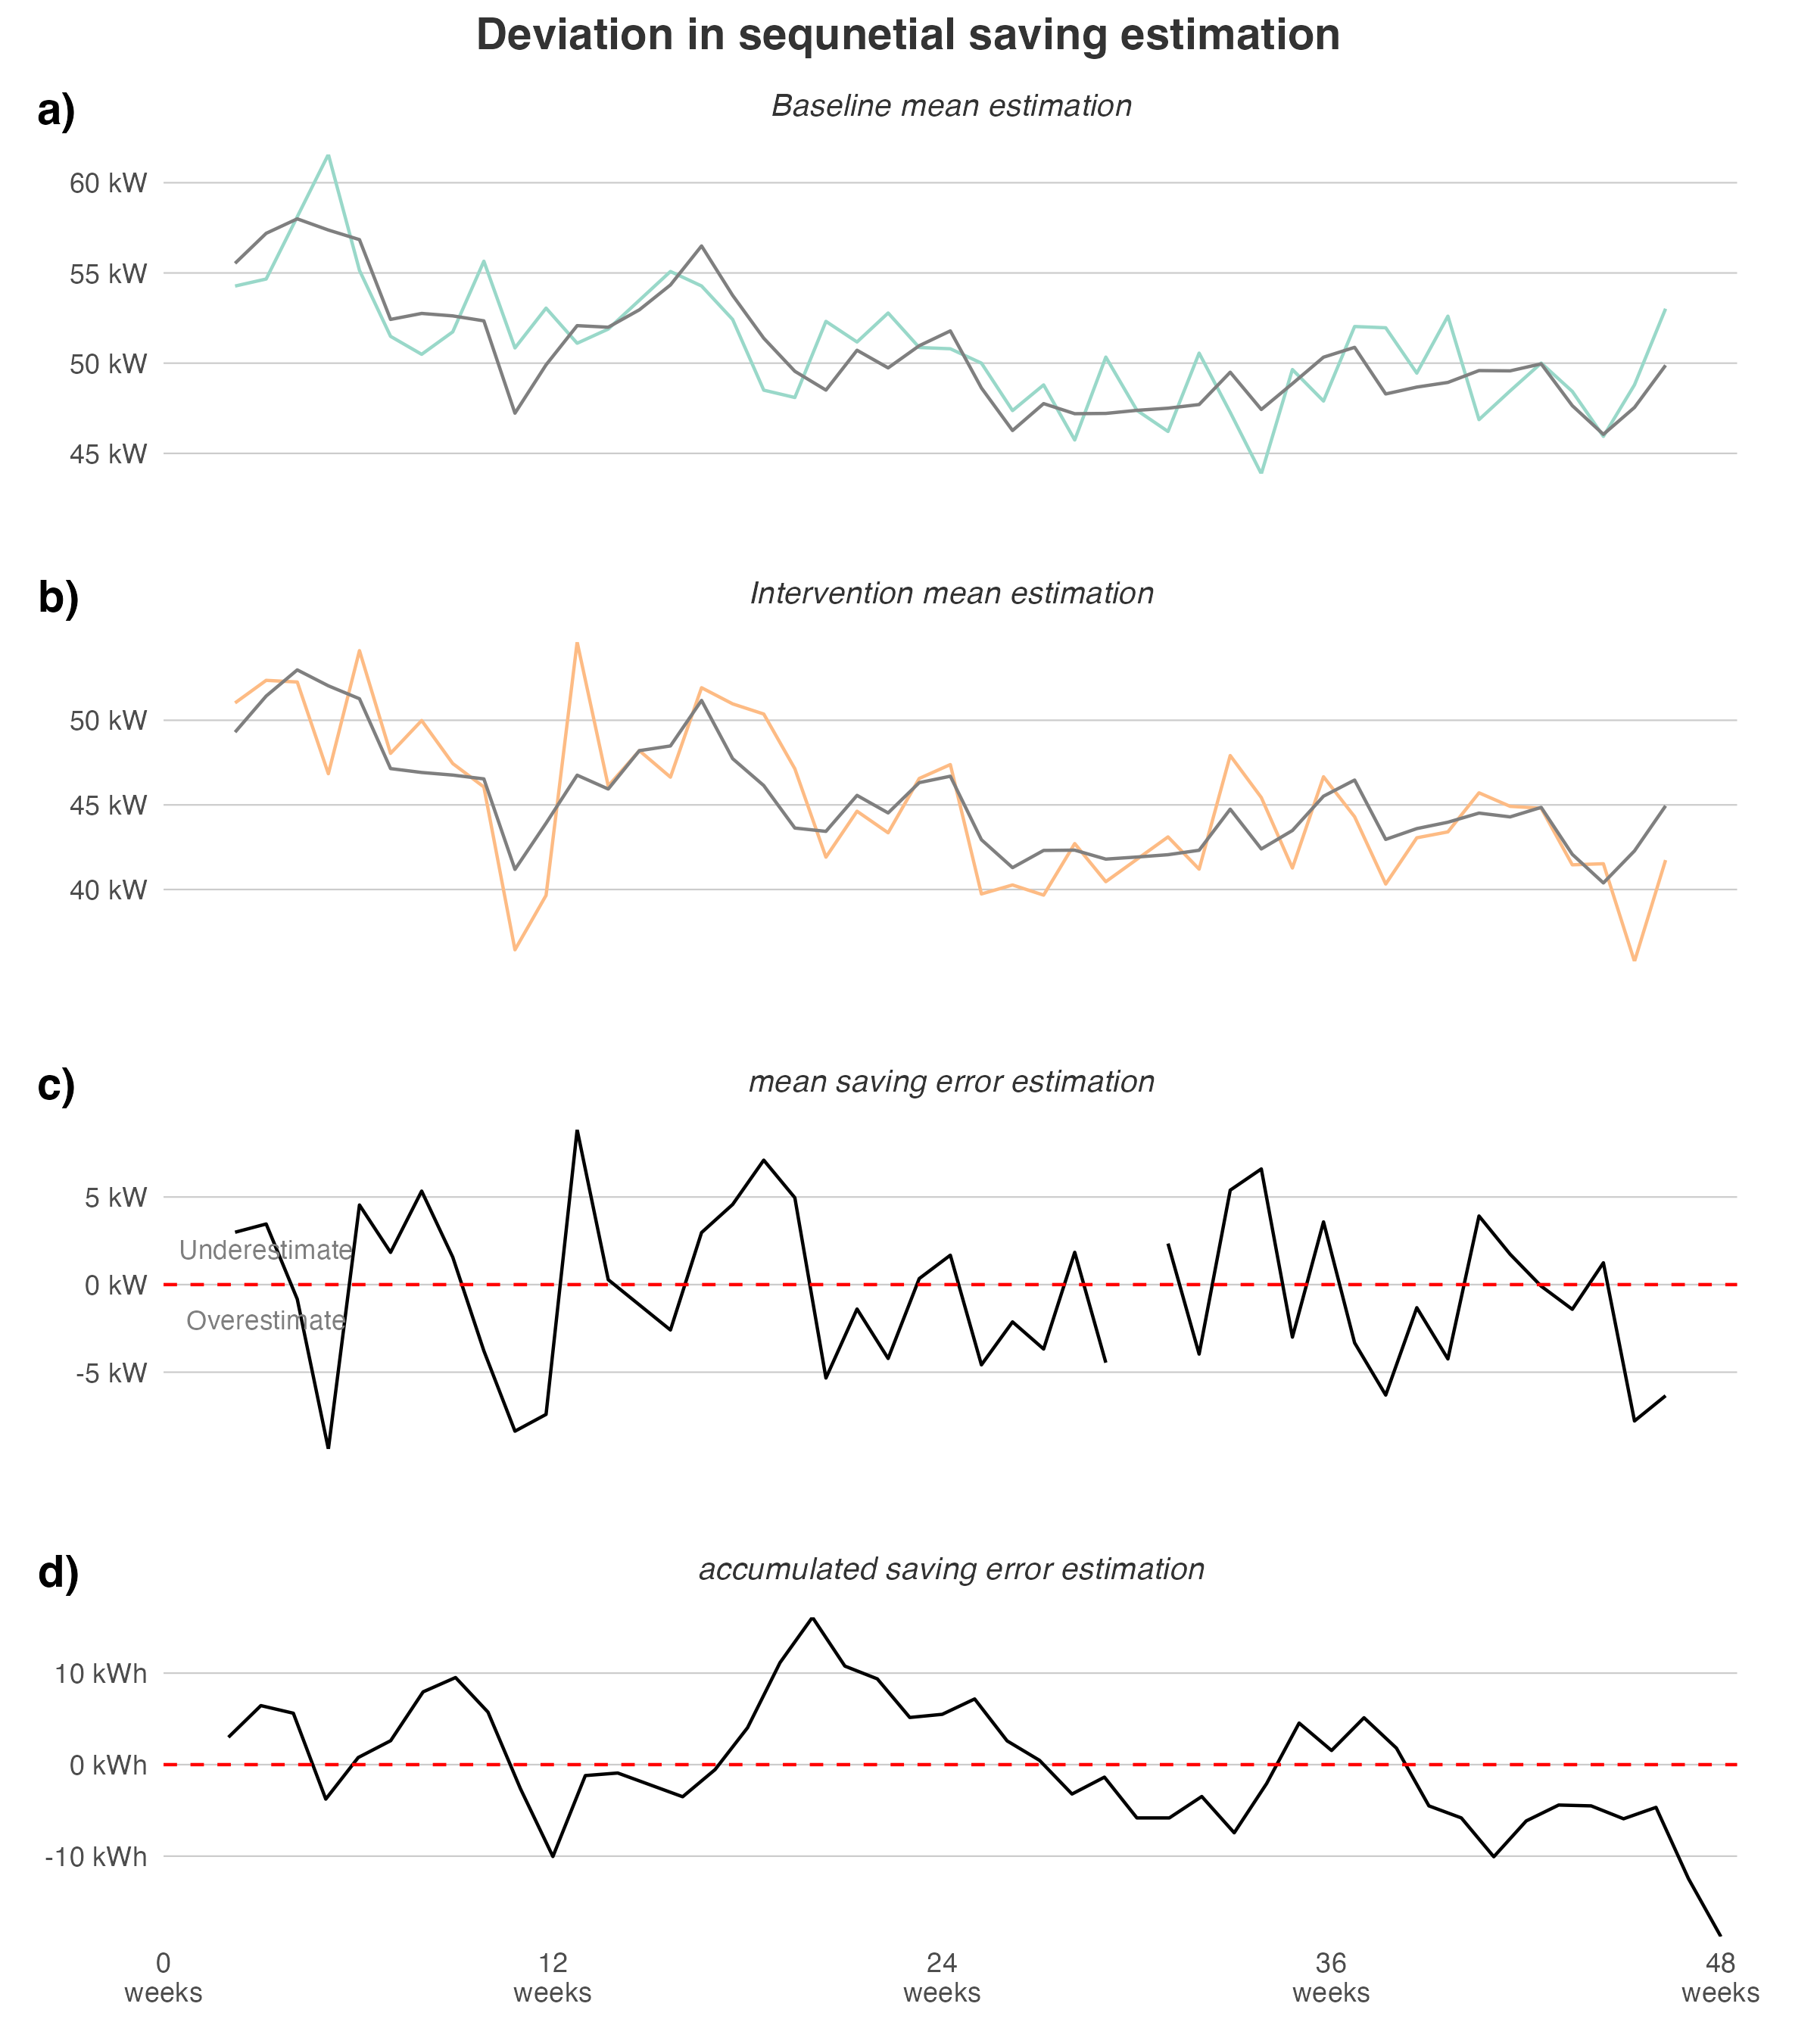 Deviation in sequnetial saving estimation
a)
Baseline mean estimation
60 kW
55 kW
50 kW
45 kW
b)
Intervention mean estimation
50 kW
45 kW
40 kW
c)
mean saving error estimation
5 kW
Underestimate
0 kW
Overestimate
-5 kW
d)
accumulated saving error estimation
10 kWh
0 kWh
-10 kWh
0 12 24 36 48
weeks weeks weeks weeks weeks